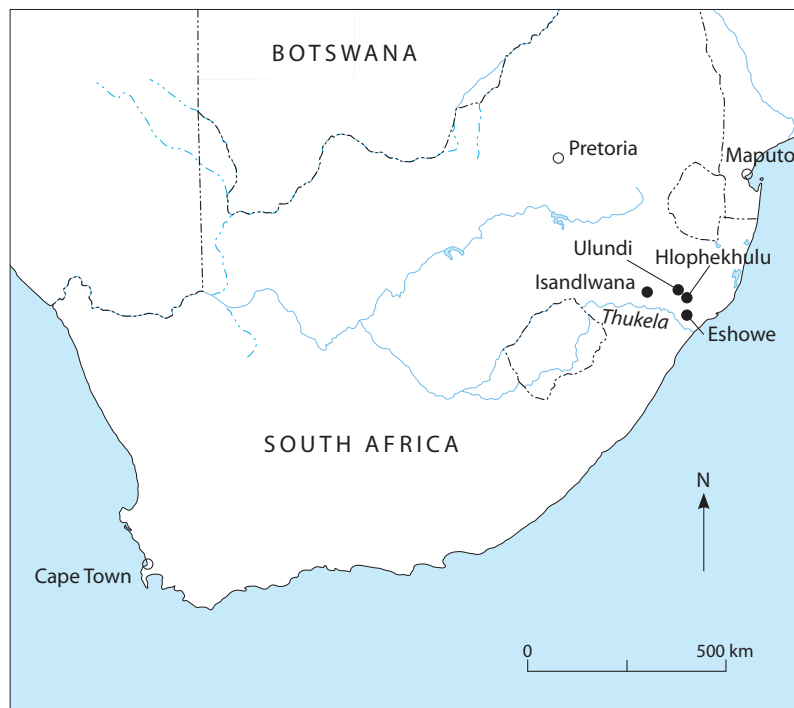 BOTSWANA
Pretoria
Maputo
Ulundi
Hlophekhulu
Isandlwana
Thukela
Eshowe
SOUTH AFRICA
N
Cape Town
0 500 km